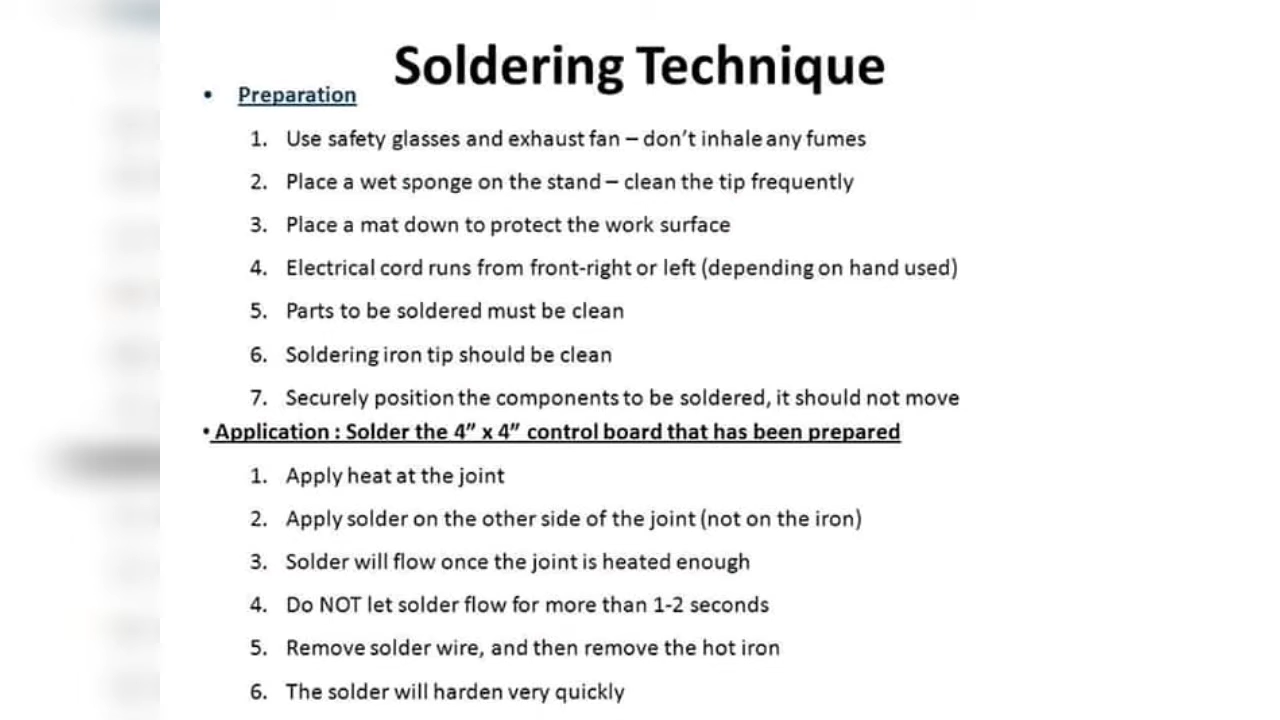 Soldering Technique
• Preparation
1. Use safety glasses and exhaust fan – don’t inhale any fumes
2. Place a wet sponge on the stand – clean the tip frequently
3. Place a mat down to protect the work surface
4. Electrical cord runs from front-right or left (depending on hand used)
5. Parts to be soldered must be clean
6. Soldering iron tip should be clean
7. Securely position the components to be soldered, it should not move
• Application : Solder the 4” x 4” control board that has been prepared
1. Apply heat at the joint
2. Apply solder on the other side of the joint (not on the iron)
3. Solder will flow once the joint is heated enough
4. Do NOT let solder flow for more than 1-2 seconds
5. Remove solder wire, and then remove the hot iron
6. The solder will harden very quickly